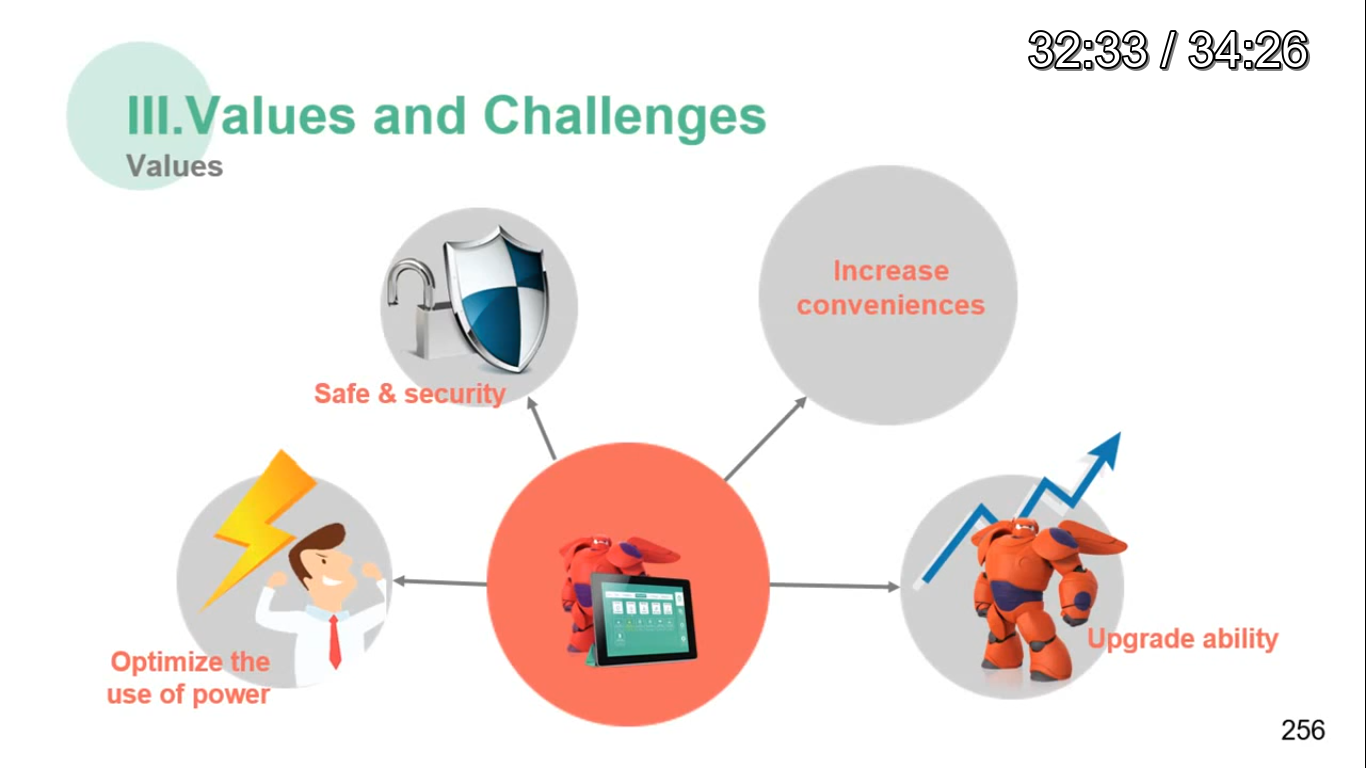 32:33 / 34:26
III.Values and Challenges
Values
Increase
conveniences
Safe & security
Upgrade ability
Optimize the
use of power
256